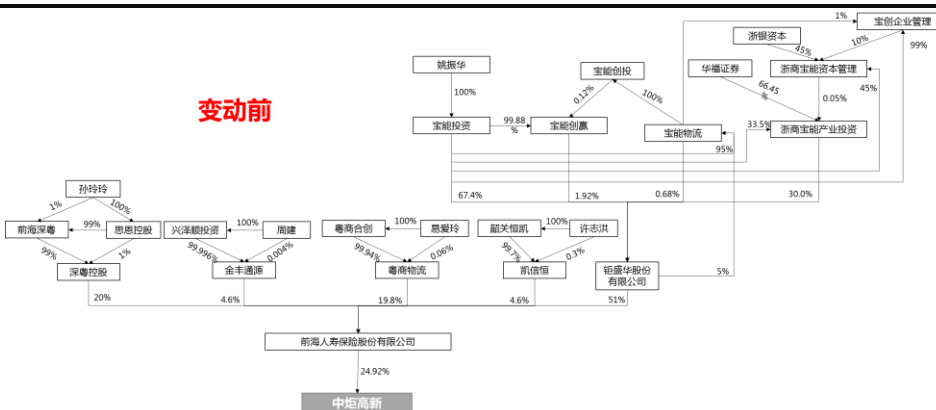 1%
宝创企业管理
浙银资本
45%
10%
99%
姚振华
宝能创投
华福证券
浙商宝能资本管理
变动前
100%
0.12%
100%
66.45
%
0.05%
45%
宝能投资
99.88
%
宝能创赢
宝能物流
33.5%
浙商宝能产业投资
95%
孙玲玲
67.4%
1.92%
0.68%
30.0%
1%
100%
前海深粤
99%
思恩控股
兴泽顺投资
100%
周建
粤商合创
100%
易爱玲
韶关恒凯
100%
许志洪
99%
1%
99.996%
0.004%
99.94%
0.06%
99.7%
0.3%
深粤控股
金丰通源
粤商物流
凯信恒
钜盛华股份
有限公司
5%
20%
4.6%
19.8%
4.6%
51%
前海人寿保险股份有限公司
24.92%
中炬高新